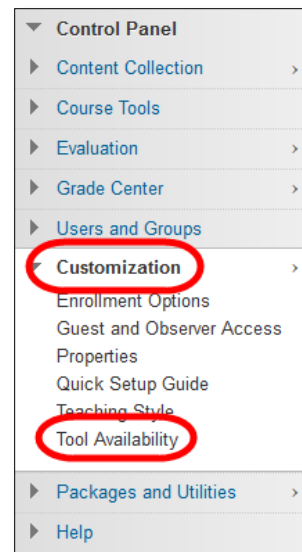 Control Panel
Content Collection
Course Tools
Evaluation
Grade Center
Users and Groups
Customization
Enrollment Options
Guest and Observer Access
Properties
Quick Setup Guide
Teaching Style
Tool Availability
Packages and Utilities
Help